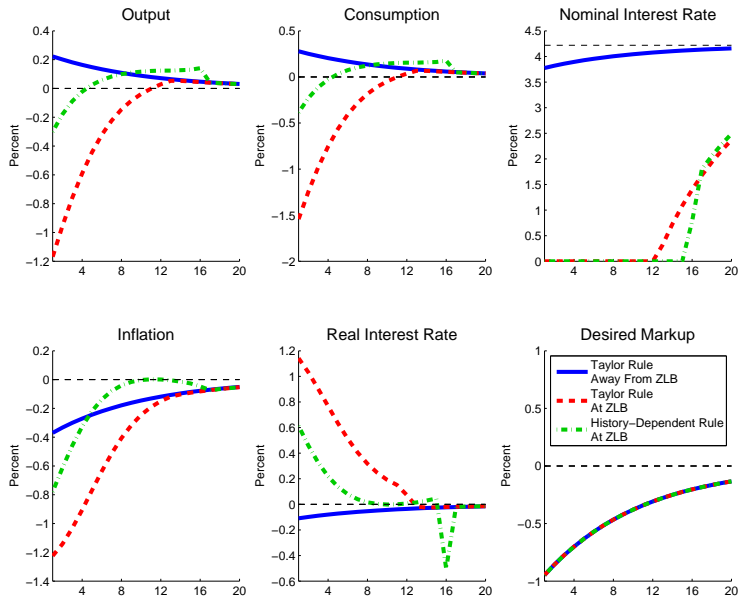 Output
Consumption
Nominal Interest Rate
0.4
0.2
0
−0.2
−0.4
−0.6
−0.8
−1
−1.2
Percent
4 8 12 16 20
0.5
0
−0.5
−1
−1.5
−2
Percent
4 8 12 16 20
4.5
4
3.5
3
2.5
2
1.5
1
0.5
0
Percent
4 8 12 16 20
Inflation
Real Interest Rate
Desired Markup
0.2
0
−0.2
−0.4
−0.6
−0.8
−1
−1.2
−1.4
Percent
4 8 12 16 20
1.2
1
0.8
0.6
0.4
0.2
0
−0.2
−0.4
−0.6
Percent
4 8 12 16 20
1
0.5
0
−0.5
−1
Percent
4 8 12 16 20
Taylor Rule
Away From ZLB
Taylor Rule
At ZLB
History−Dependent Rule
At ZLB